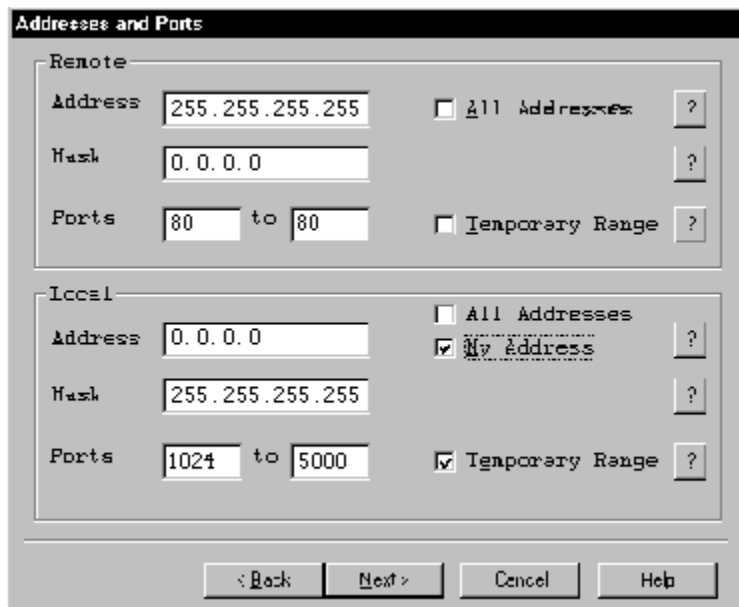 Addresses and Ports
Remote
Address 255.255.255.255 All Addresses ?
Mask 0.0.0.0 ?
Ports 80 to 80 Temporary Range ?
Local
All Addresses
Address 0.0.0.0 My Address ?
Mask 255.255.255.255 ?
Ports 1024 to 5000 Temporary Range ?
< Back Next > Cancel Help